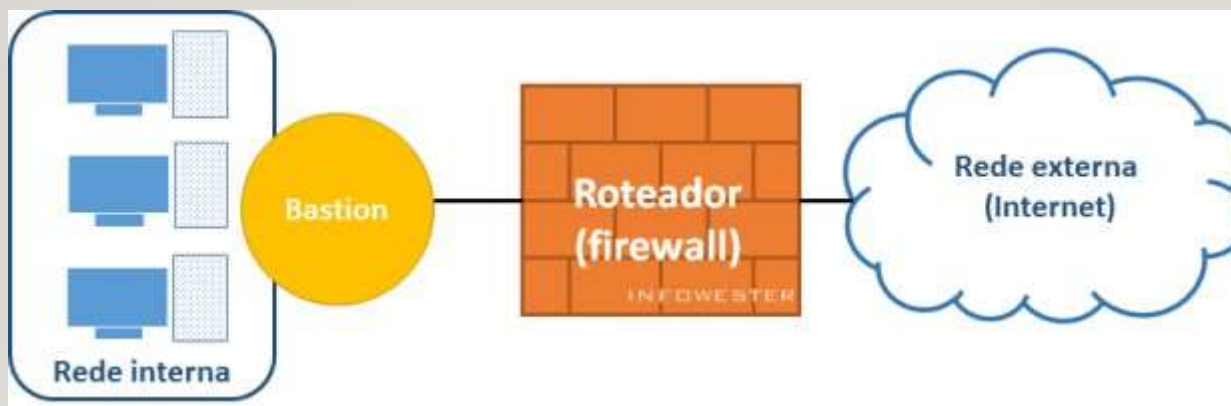 Bastion
Roteador
(firewall)
INFOWESTER
Rede externa
(Internet)
Rede interna